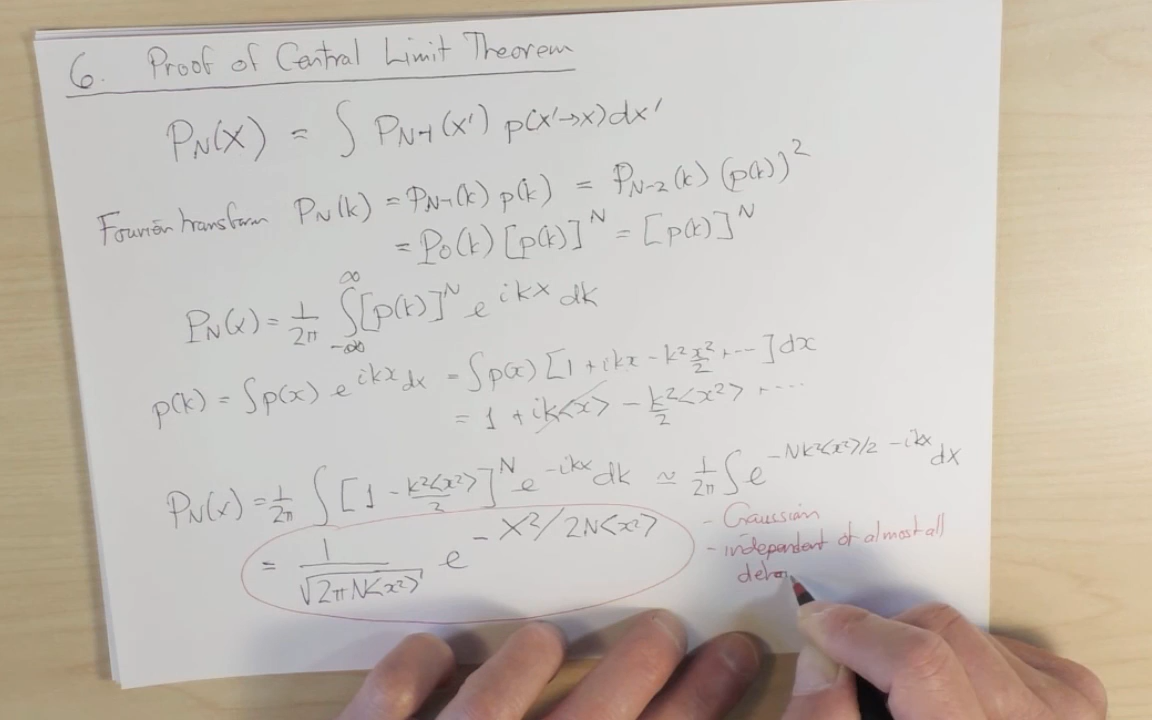 6. Proof of Central Limit Theorem
P_N(X) = ∫ P_{N-1}(x') p(x'→x) dx'
Fourier transform P_N(k) = P_{N-1}(k) p(k) = P_{N-2}(k) (p(k))^2
= P_0(k) [p(k)]^N = [p(k)]^N
P_N(x) = 1/2π ∫_{-∞}^{∞} [p(k)]^N e^{ikx} dk
p(k) = ∫p(x) e^{ikx} dx = ∫p(x) [1 + ikx - k^2 x^2/2 + ...] dx
= 1 + ik<x> - k^2/2 <x^2> + ....
P_N(x) = 1/2π ∫ [1 - k^2<x^2>/2]^N e^{-ikx} dk ≃ 1/2π ∫ e^{-Nk^2<x^2>/2 - ikx} dx
= 1/√(2πN<x^2>) e^{-X^2/2N<x^2>}
- Gaussian
- independent of almost all